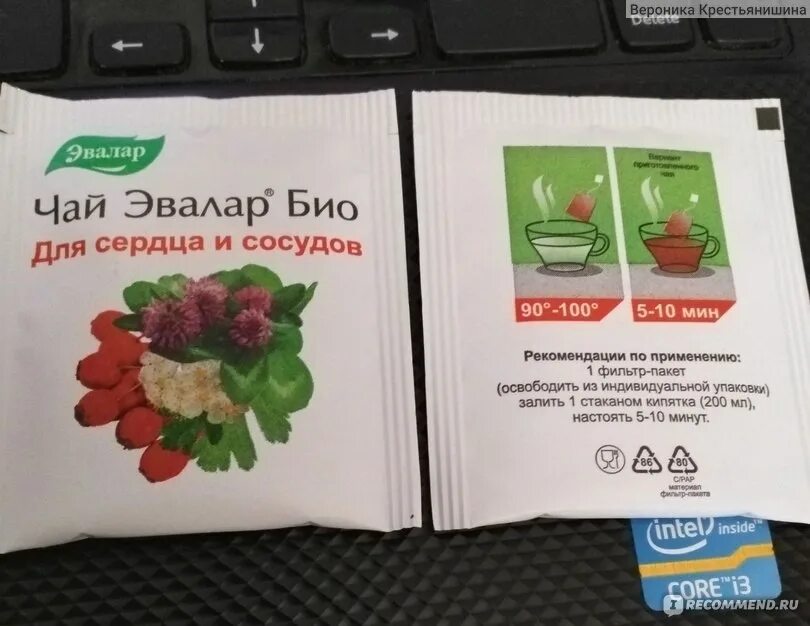 Вероника Крестьянишина
Delete
Эвалар
Чай Эвалар® Био
Для сердца и сосудов
Вариант
приготовленного
чая
90°-100°
5-10 мин
Рекомендации по применению:
1 фильтр-пакет
(освободить из индивидуальной упаковки)
залить 1 стаканом кипятка (200 мл),
настоять 5-10 минут.
86
80
C/PAP
материал
фильтр-пакета
intel inside™
CORE™ i3
RECOMMEND.RU